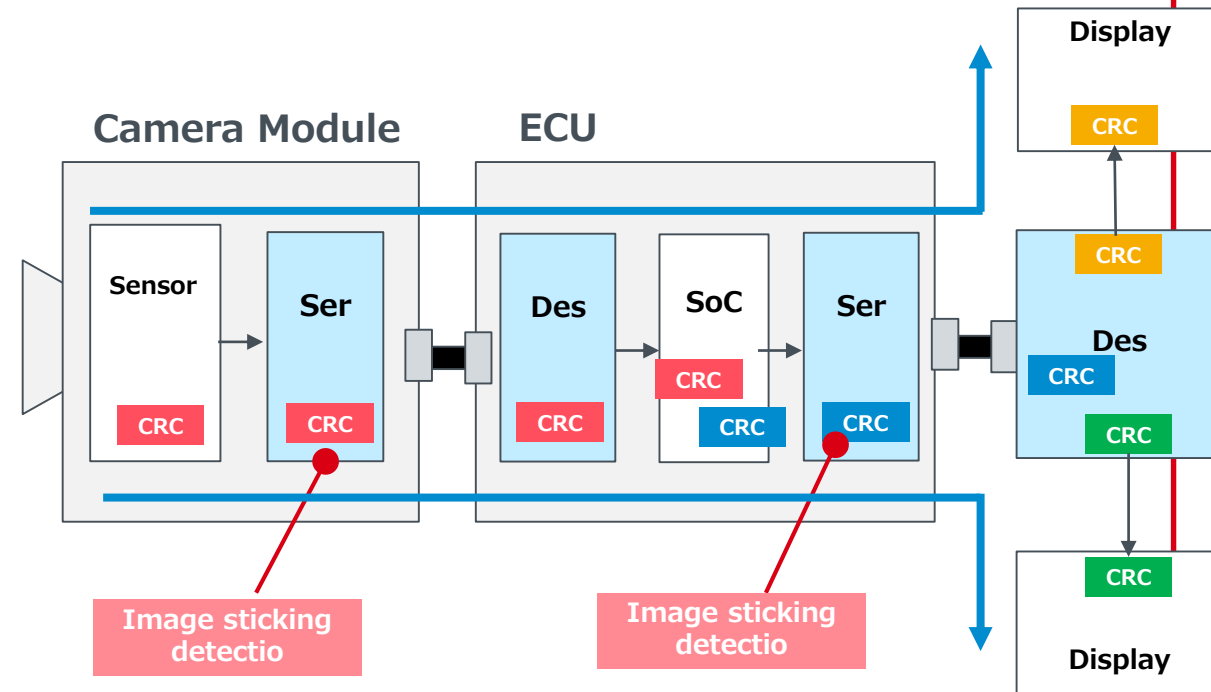 Display
CRC
Camera Module
ECU
CRC
Sensor
Ser
Des
SoC
Ser
Des
CRC
CRC
CRC
CRC
CRC
CRC
CRC
CRC
CRC
CRC
Image sticking
detectio
Image sticking
detectio
Display